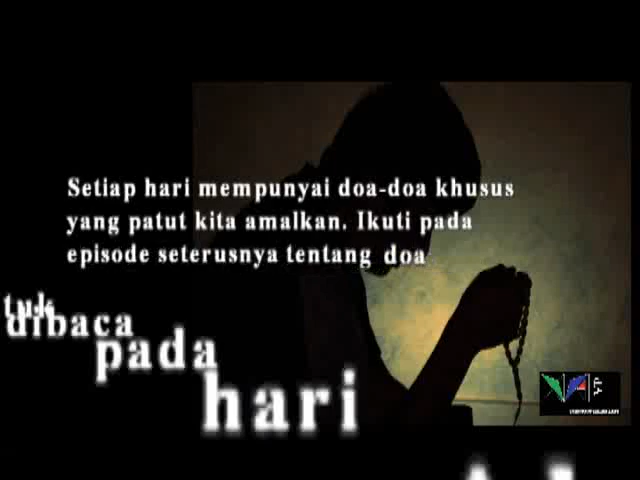 Setiap hari mempunyai doa-doa khusus
yang patut kita amalkan. Ikuti pada
episode seterusnya tentang doa
tuk
dibaca
pada
hari